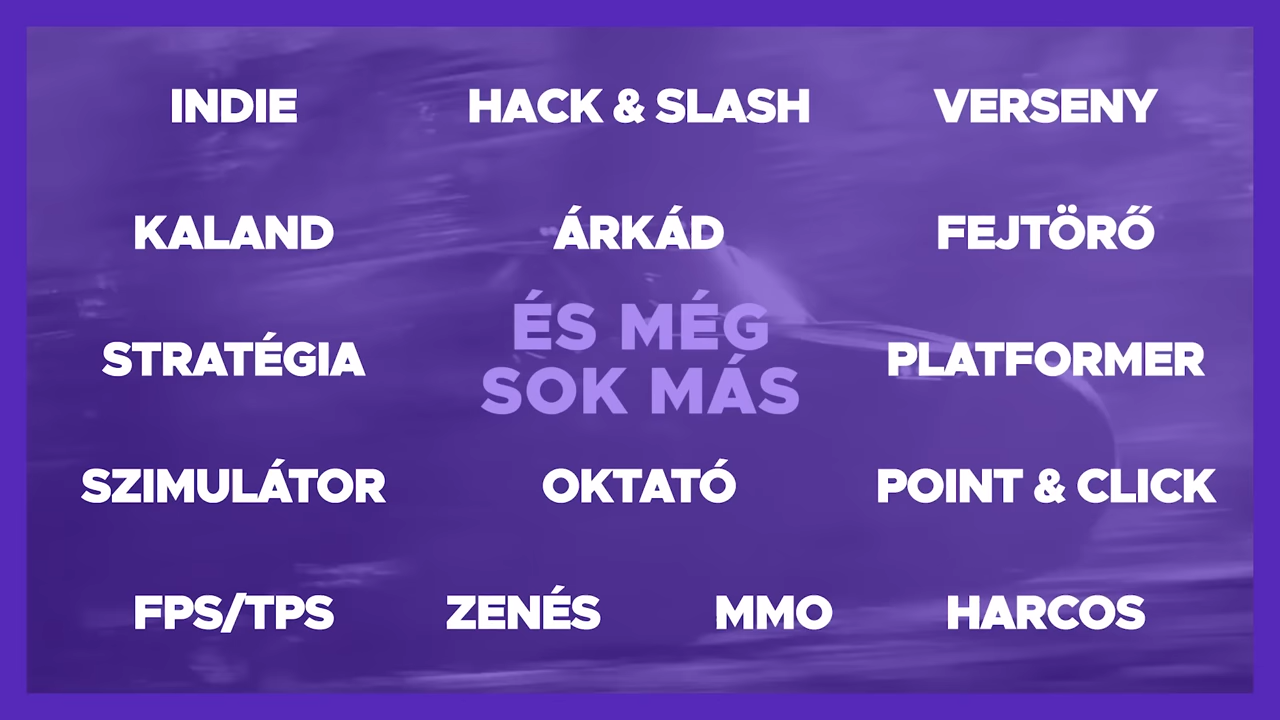 INDIE
HACK & SLASH
VERSENY
KALAND
ÁRKÁD
FEJTÖRŐ
ÉS MÉG
SOK MÁS
STRATÉGIA
PLATFORMER
SZIMULÁTOR
OKTATÓ
POINT & CLICK
FPS/TPS
ZENÉS
MMO
HARCOS